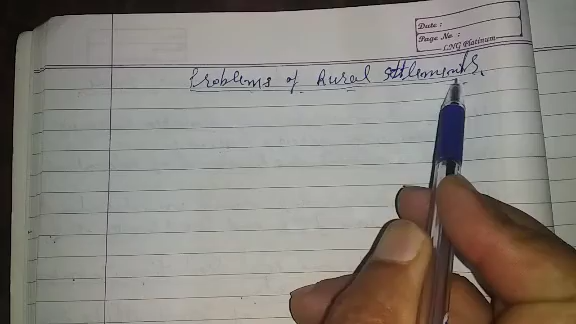 Date :
Page No :
LNG Platinum
Problems of Rural Settlements.